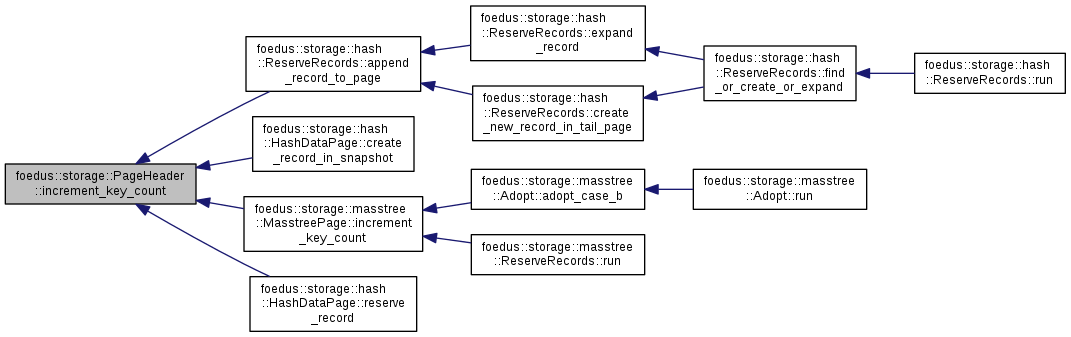 foedus::storage::PageHeader
::increment_key_count
foedus::storage::hash
::ReserveRecords::append
_record_to_page
foedus::storage::hash
::ReserveRecords::expand
_record
foedus::storage::hash
::ReserveRecords::find
_or_create_or_expand
foedus::storage::hash
::ReserveRecords::run
foedus::storage::hash
::ReserveRecords::create
_new_record_in_tail_page
foedus::storage::hash
::HashDataPage::create
_record_in_snapshot
foedus::storage::masstree
::MasstreePage::increment
_key_count
foedus::storage::masstree
::Adopt::adopt_case_b
foedus::storage::masstree
::Adopt::run
foedus::storage::masstree
::ReserveRecords::run
foedus::storage::hash
::HashDataPage::reserve
_record